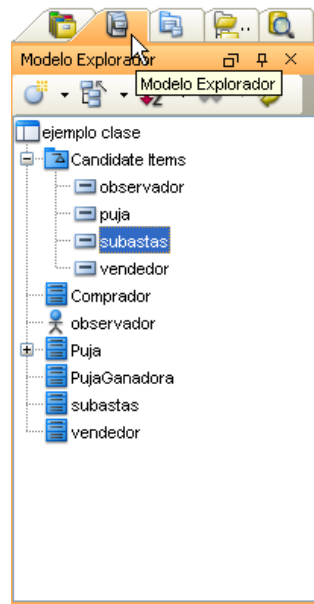 Modelo Explorador
Modelo Explorador
ejemplo clase
Candidate Items
observador
puja
subastas
vendedor
Comprador
observador
Puja
PujaGanadora
subastas
vendedor